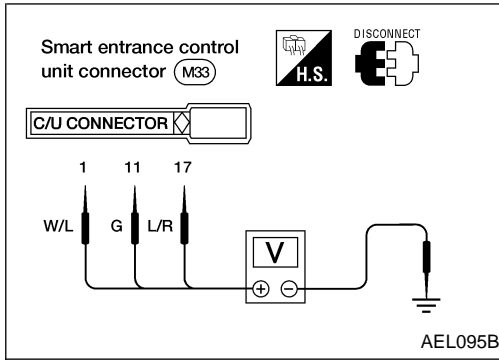 Smart entrance control
unit connector M33
H.S.
DISCONNECT
C/U CONNECTOR
1 11 17
W/L G L/R
V
+ −
AEL095B